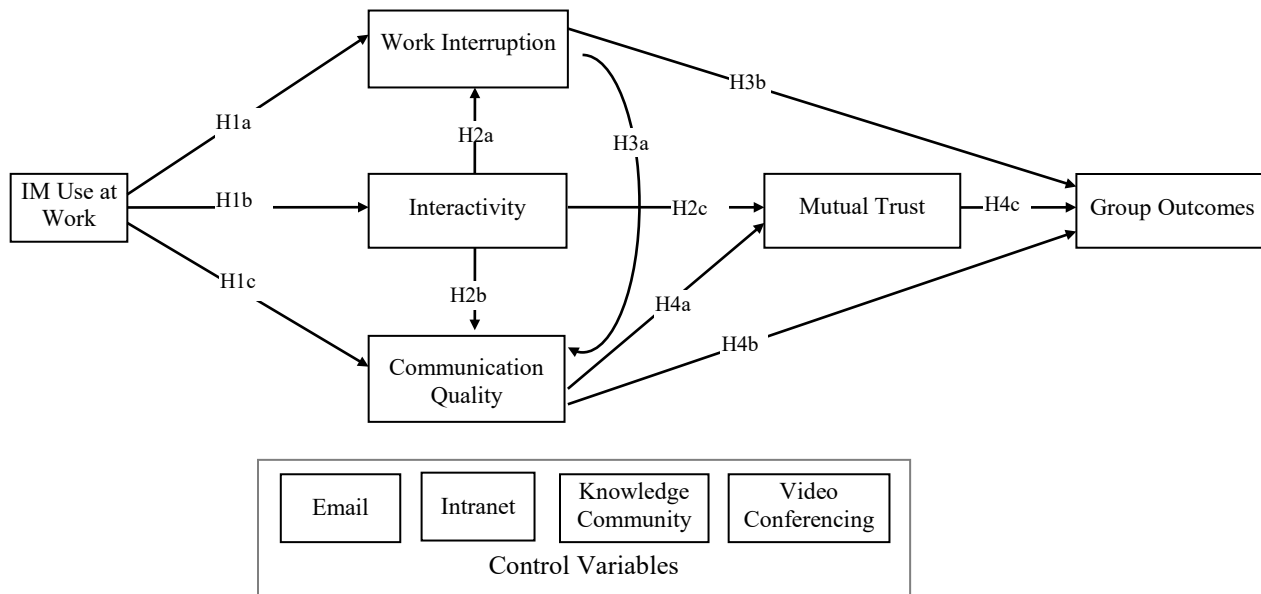 Work Interruption
H3b
H1a
H2a
H3a
IM Use at
Work
H1b
Interactivity
H2c
Mutual Trust
H4c
Group Outcomes
H1c
H2b
H4a
H4b
Communication
Quality
Email
Intranet
Knowledge
Community
Video
Conferencing
Control Variables